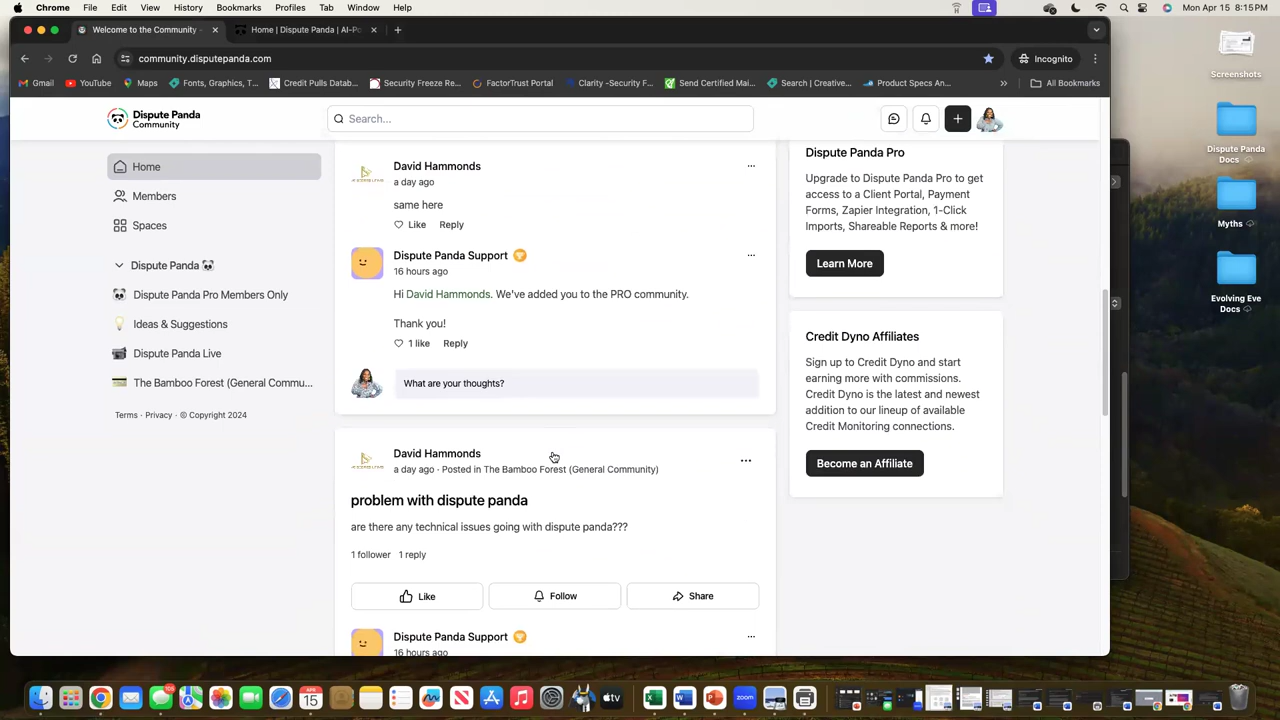 Chrome File Edit View History Bookmarks Profiles Tab Window Help
Mon Apr 15 8:15 PM
Welcome to the Community -
Home | Dispute Panda | AI-Po
community.disputepanda.com
Incognito
Gmail YouTube Maps Fonts, Graphics, T... Credit Pulls Datab... Security Freeze Re... FactorTrust Portal Clarity -Security F... Send Certified Mai... Search | Creative... Product Specs An... » All Bookmarks
Dispute Panda
Community
Search...
Home
Members
Spaces
Dispute Panda
Dispute Panda Pro Members Only
Ideas & Suggestions
Dispute Panda Live
The Bamboo Forest (General Commu...
Terms · Privacy · © Copyright 2024
David Hammonds
a day ago
same here
Like Reply
Dispute Panda Support
16 hours ago
Hi David Hammonds. We've added you to the PRO community.
Thank you!
1 like Reply
What are your thoughts?
David Hammonds
a day ago · Posted in The Bamboo Forest (General Community)
problem with dispute panda
are there any technical issues going with dispute panda???
1 follower 1 reply
Like Follow Share
Dispute Panda Support
16 hours ago
Dispute Panda Pro
Upgrade to Dispute Panda Pro to get
access to a Client Portal, Payment
Forms, Zapier Integration, 1-Click
Imports, Shareable Reports & more!
Learn More
Credit Dyno Affiliates
Sign up to Credit Dyno and start
earning more with commissions.
Credit Dyno is the latest and newest
addition to our lineup of available
Credit Monitoring connections.
Become an Affiliate
Screenshots
Dispute Panda
Docs
Myths
Evolving Eve
Docs
APR
15
tv
zoom